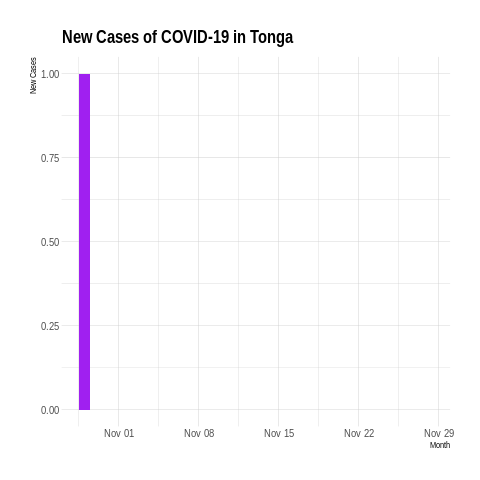 New Cases of COVID-19 in Tonga
New Cases
1.00
0.75
0.50
0.25
0.00
Nov 01 Nov 08 Nov 15 Nov 22 Nov 29
Month